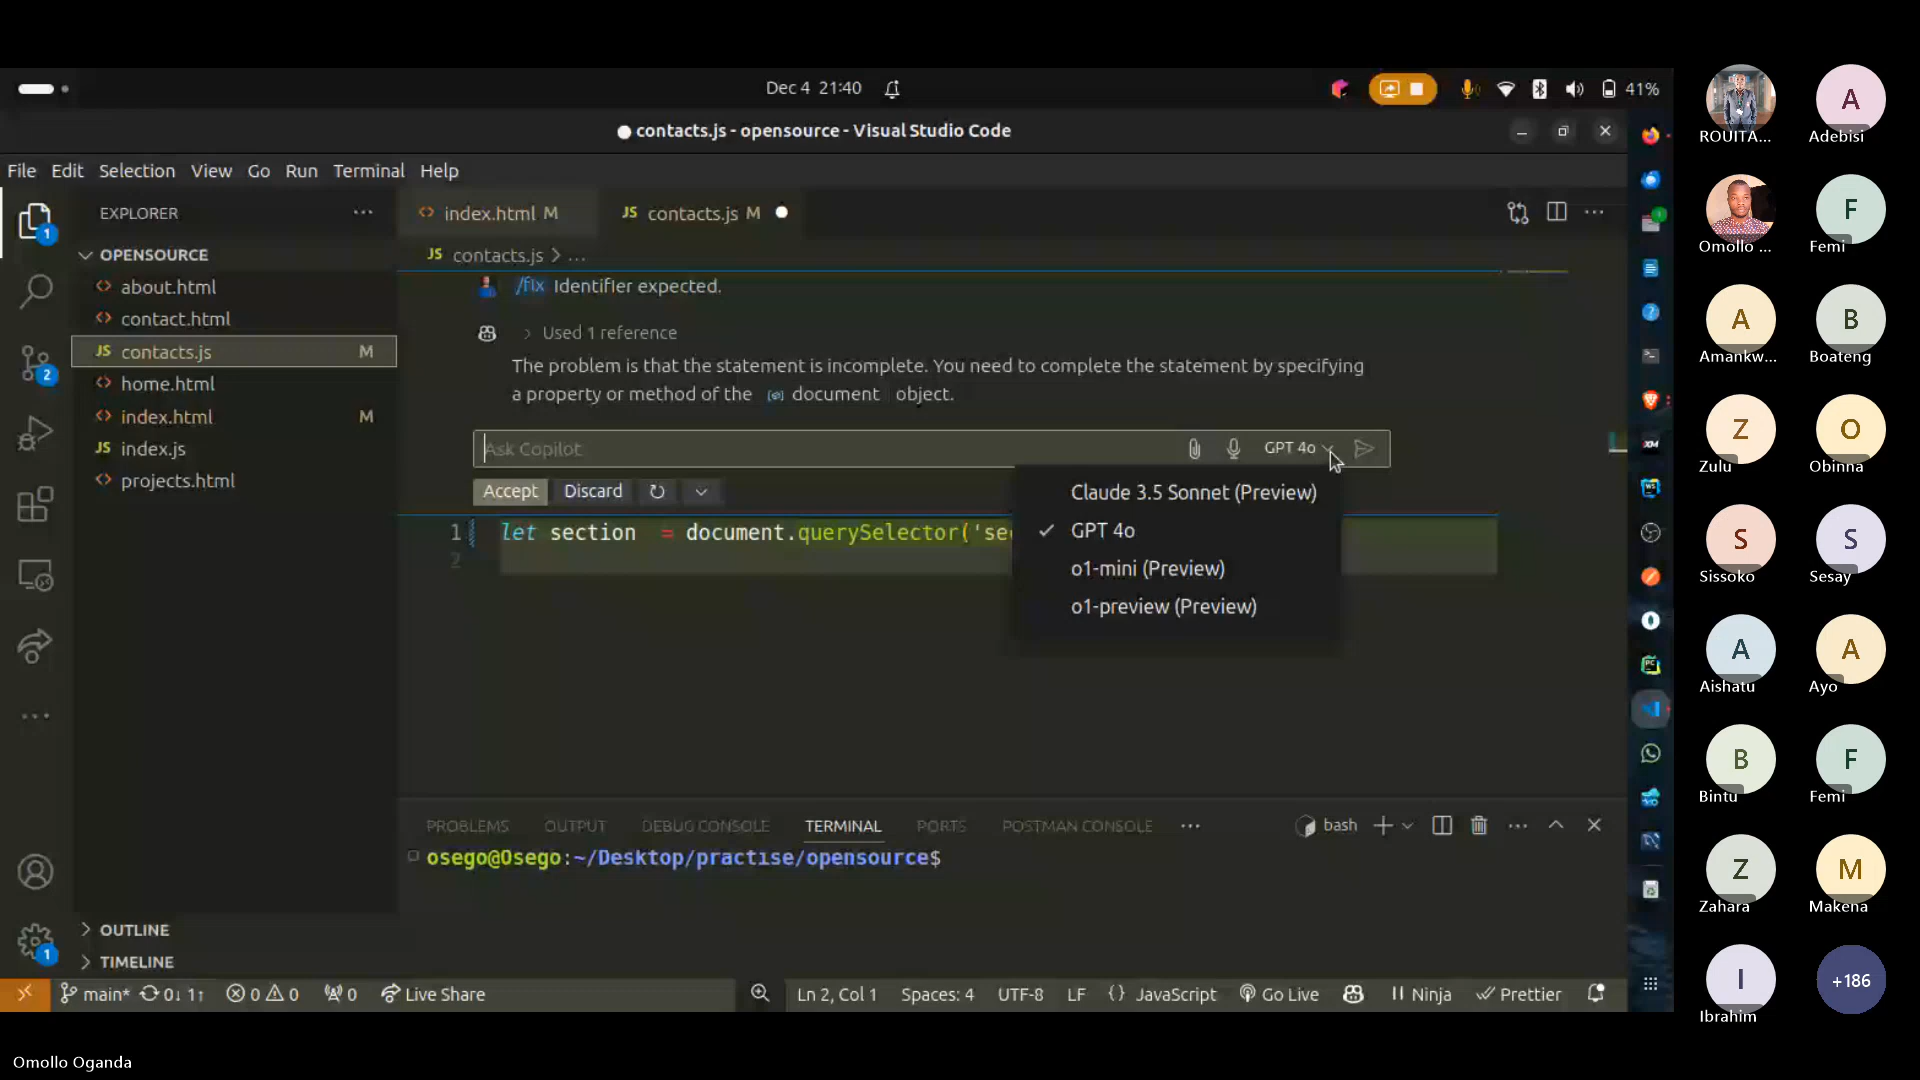 Dec 4 21:40
41%
contacts.js - opensource - Visual Studio Code
File Edit Selection View Go Run Terminal Help
EXPLORER
OPENSOURCE
about.html
contact.html
JS contacts.js M
home.html
index.html M
JS index.js
projects.html
OUTLINE
TIMELINE
1
2
1
index.html M
JS contacts.js M
JS contacts.js > ...
/fix Identifier expected.
Used 1 reference
The problem is that the statement is incomplete. You need to complete the statement by specifying
a property or method of the document object.
Ask Copilot
GPT 4o
Accept Discard
Claude 3.5 Sonnet (Preview)
GPT 4o
o1-mini (Preview)
o1-preview (Preview)
1 let section = document.querySelector('se
2
PROBLEMS OUTPUT DEBUG CONSOLE TERMINAL PORTS POSTMAN CONSOLE
bash
osego@Osego:~/Desktop/practise/opensource$
main* 0↓ 1↑ 0 0 0 Live Share
Ln 2, Col 1 Spaces: 4 UTF-8 LF {} JavaScript Go Live Ninja Prettier
ROUITA...
A
Adebisi
Omollo ...
F
Femi
A
Amankw...
B
Boateng
Z
Zulu
O
Obinna
S
Sissoko
S
Sesay
A
Aishatu
A
Ayo
B
Bintu
F
Femi
Z
Zahara
M
Makena
I
Ibrahim
+186
Omollo Oganda